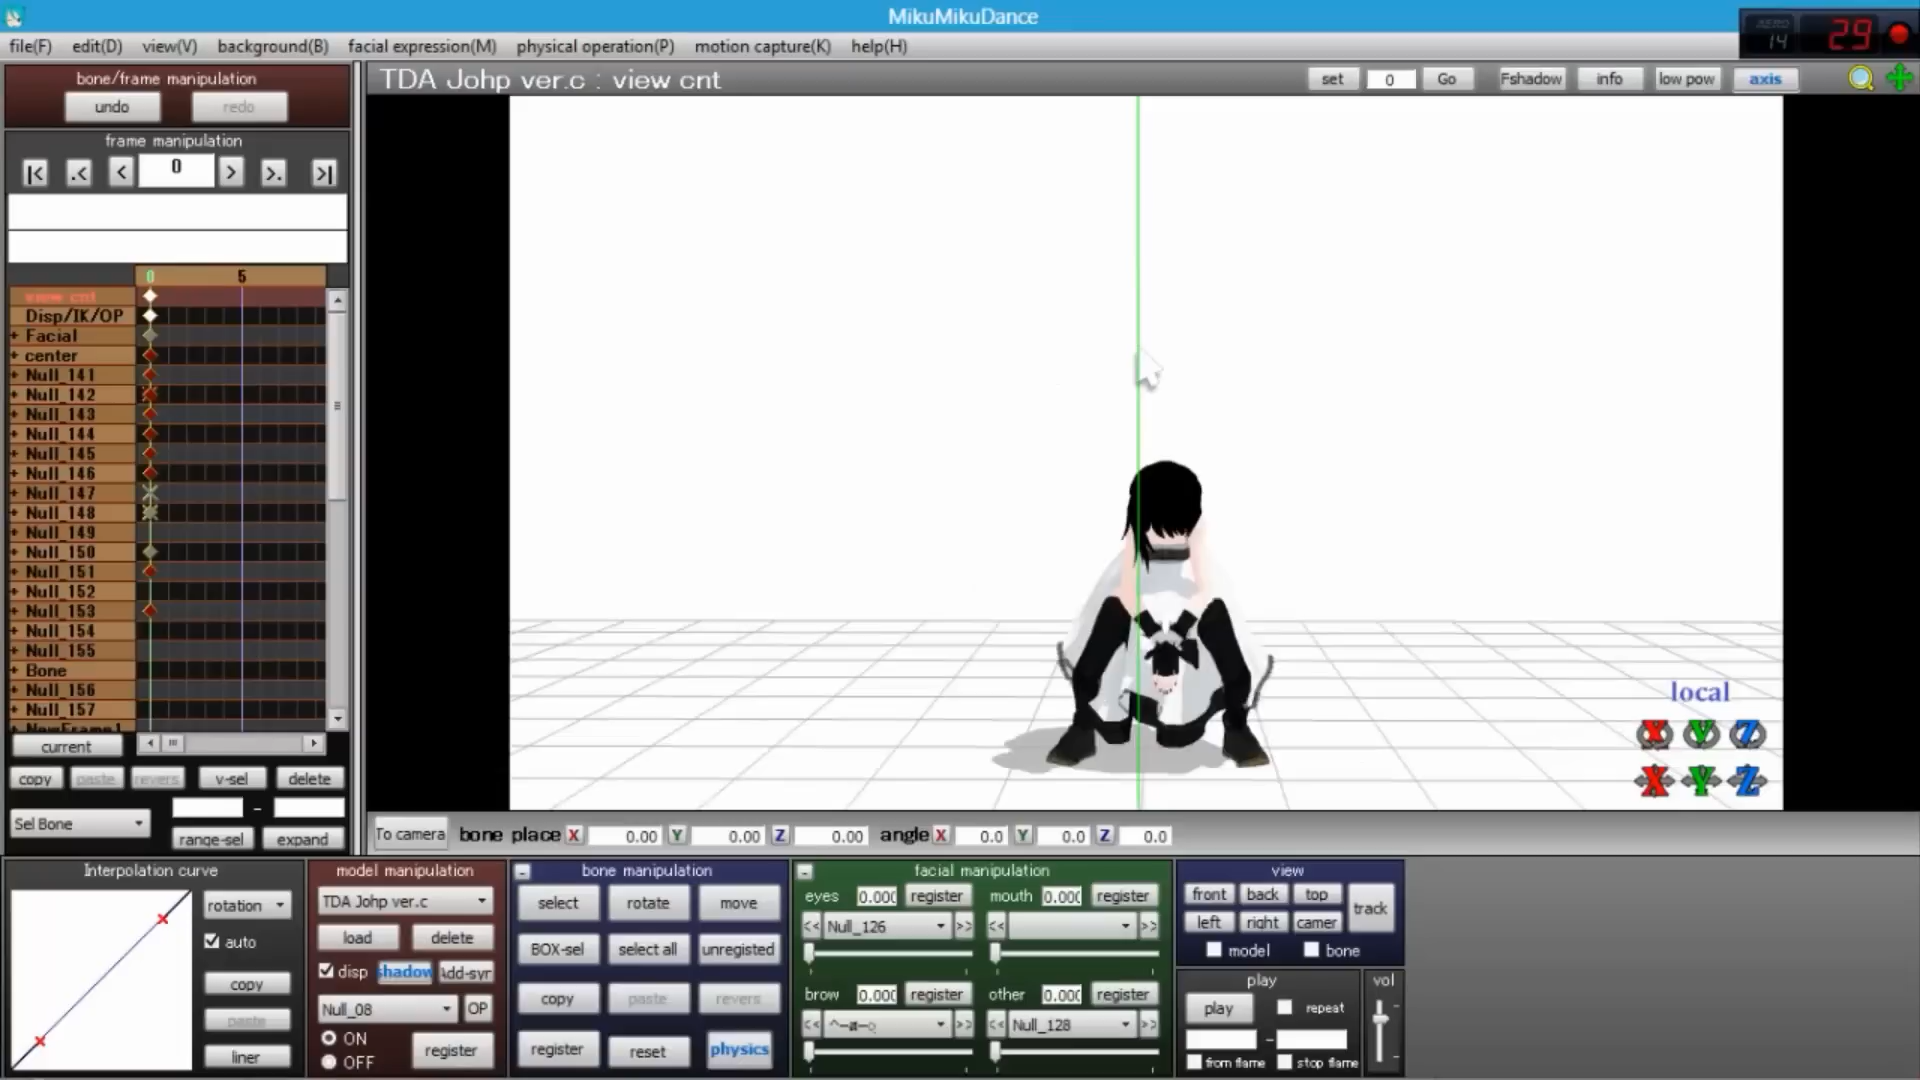 MikuMikuDance
14
29
file(F) edit(D) view(V) background(B) facial expression(M) physical operation(P) motion capture(K) help(H)
bone/frame manipulation
undo redo
TDA Johp ver.c : view cnt
set 0 Go Fshadow info low pow axis
frame manipulation
|< .< < 0 > >. >|
0 5
view cnt
Disp/IK/OP
+ Facial
+ center
+ Null_141
+ Null_142
+ Null_143
+ Null_144
+ Null_145
+ Null_146
+ Null_147
+ Null_148
+ Null_149
+ Null_150
+ Null_151
+ Null_152
+ Null_153
+ Null_154
+ Null_155
+ Bone
+ Null_156
+ Null_157
+ NewFrame1
current
copy paste revers v-sel delete
-
Sel Bone
range-sel expand
local
X Y Z
X Y Z
To camera bone place X 0.00 Y 0.00 Z 0.00 angle X 0.0 Y 0.0 Z 0.0
Interpolation curve
rotation
auto
copy
paste
liner
model manipulation
TDA Johp ver.c
load delete
disp shadow Add-syn
Null_08 OP
ON
OFF
register
- bone manipulation
select rotate move
BOX-sel select all unregisted
copy paste revers
register reset physics
- facial manipulation
eyes 0.000 register mouth 0.000 register
<< Null_126 >> << >>
brow 0.000 register other 0.000 register
<< >> << Null_128 >>
view
front back top
left right camer
track
model bone
play
play repeat
-
from flame stop flame
vol